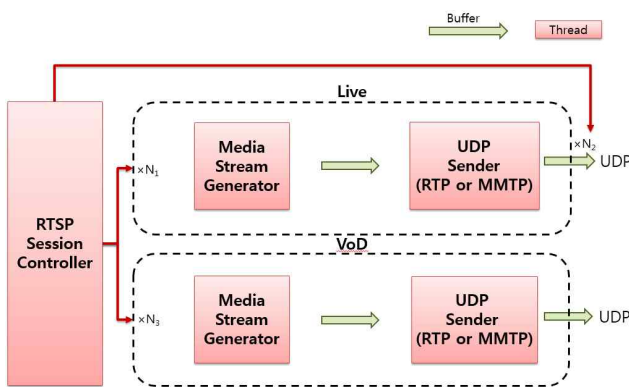 Buffer
Thread
Live
×N₂
UDP
×N₁
Media
Stream
Generator
UDP
Sender
(RTP or MMTP)
RTSP
Session
Controller
VoD
×N₃
Media
Stream
Generator
UDP
Sender
(RTP or MMTP)
UDP